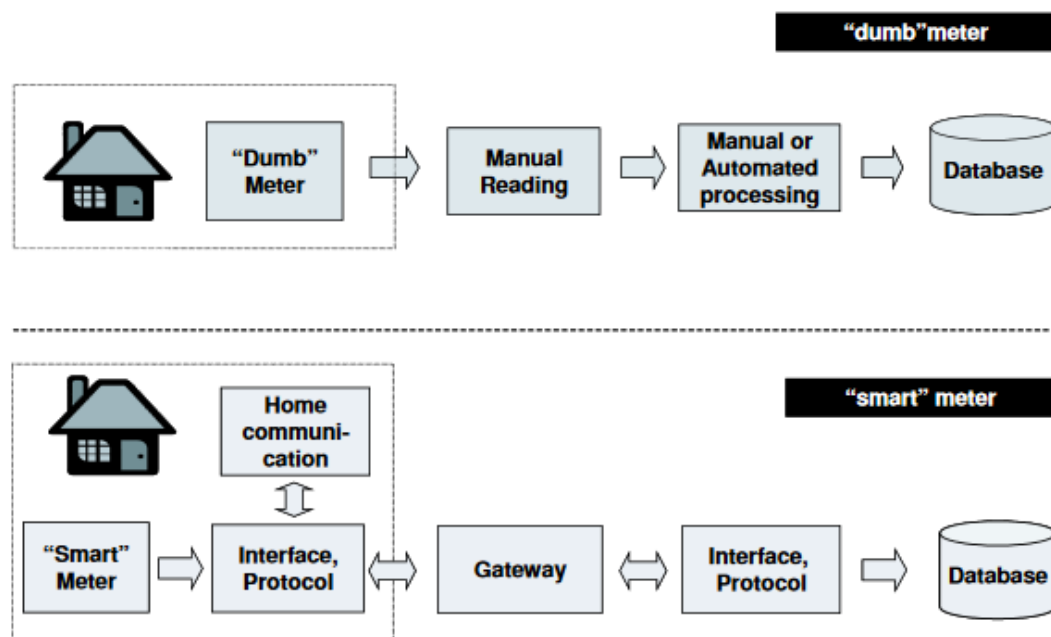 “dumb”meter
“Dumb”
Meter
Manual
Reading
Manual or
Automated
processing
Database
“smart” meter
Home
communi-
cation
“Smart”
Meter
Interface,
Protocol
Gateway
Interface,
Protocol
Database